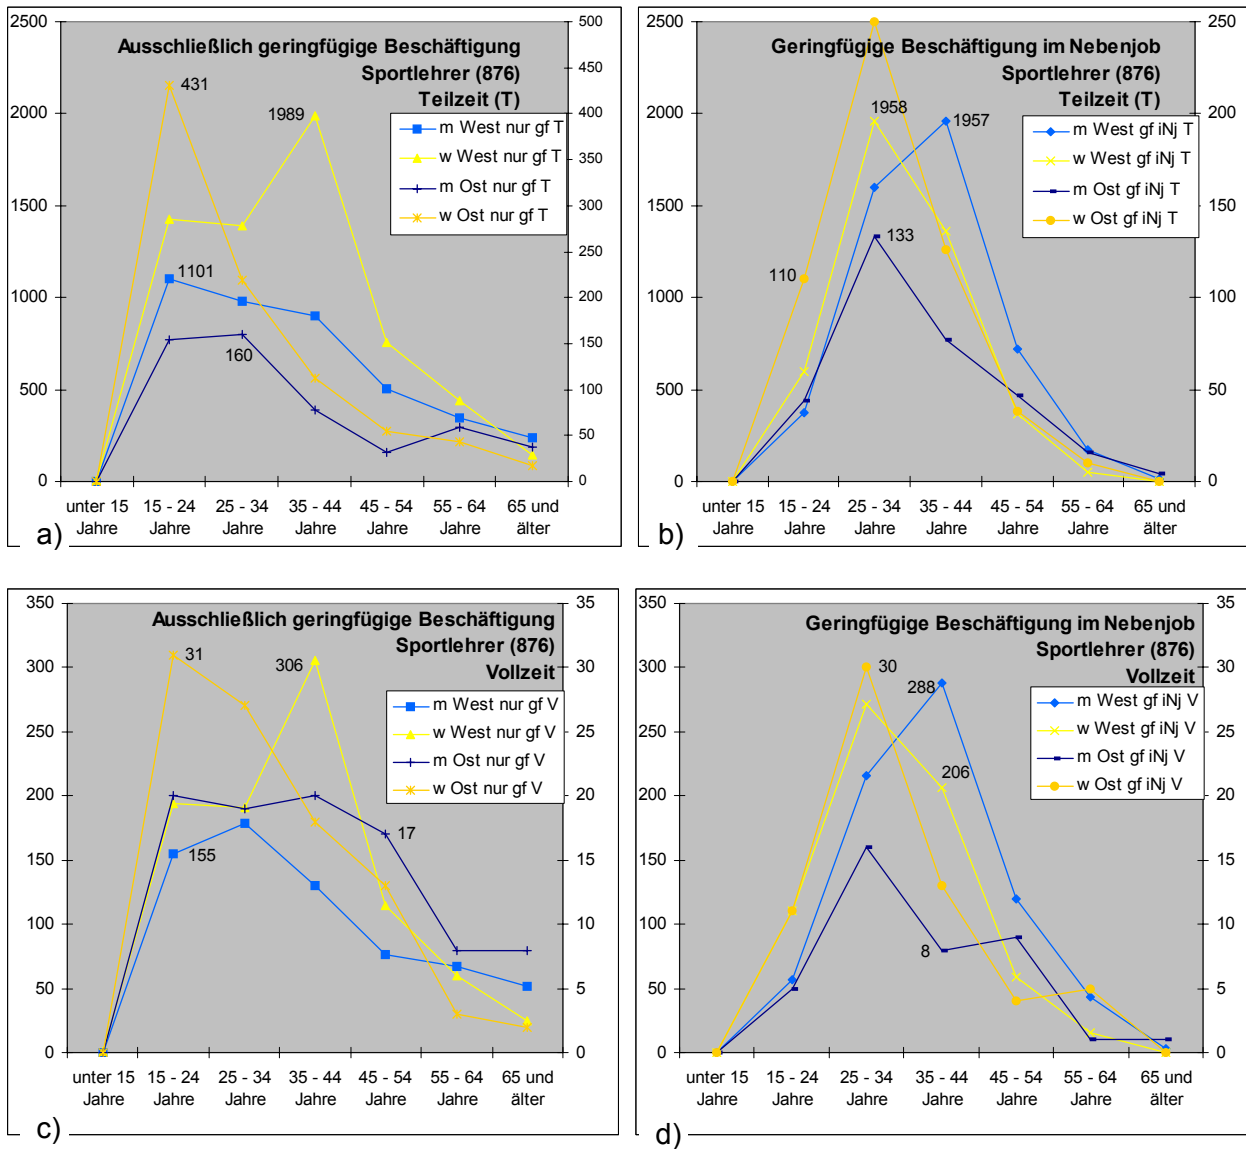 Ausschließlich geringfügige Beschäftigung
Sportlehrer (876)
Teilzeit (T)
2500
2000
1500
1000
500
0
500
450
400
350
300
250
200
150
100
50
0
431
1989
1101
160
m West nur gf T
w West nur gf T
m Ost nur gf T
w Ost nur gf T
unter 15 Jahre
15 - 24 Jahre
25 - 34 Jahre
35 - 44 Jahre
45 - 54 Jahre
55 - 64 Jahre
65 und älter
a)
Geringfügige Beschäftigung im Nebenjob
Sportlehrer (876)
Teilzeit (T)
2500
2000
1500
1000
500
0
250
200
150
100
50
0
1958
1957
133
110
m West gf iNj T
w West gf iNj T
m Ost gf iNj T
w Ost gf iNj T
unter 15 Jahre
15 - 24 Jahre
25 - 34 Jahre
35 - 44 Jahre
45 - 54 Jahre
55 - 64 Jahre
65 und älter
b)
Ausschließlich geringfügige Beschäftigung
Sportlehrer (876)
Vollzeit
350
300
250
200
150
100
50
0
35
30
25
20
15
10
5
0
31
306
155
17
m West nur gf V
w West nur gf V
m Ost nur gf V
w Ost nur gf V
unter 15 Jahre
15 - 24 Jahre
25 - 34 Jahre
35 - 44 Jahre
45 - 54 Jahre
55 - 64 Jahre
65 und älter
c)
Geringfügige Beschäftigung im Nebenjob
Sportlehrer (876)
Vollzeit
350
300
250
200
150
100
50
0
35
30
25
20
15
10
5
0
30
288
206
8
m West gf iNj V
w West gf iNj V
m Ost gf iNj V
w Ost gf iNj V
unter 15 Jahre
15 - 24 Jahre
25 - 34 Jahre
35 - 44 Jahre
45 - 54 Jahre
55 - 64 Jahre
65 und älter
d)